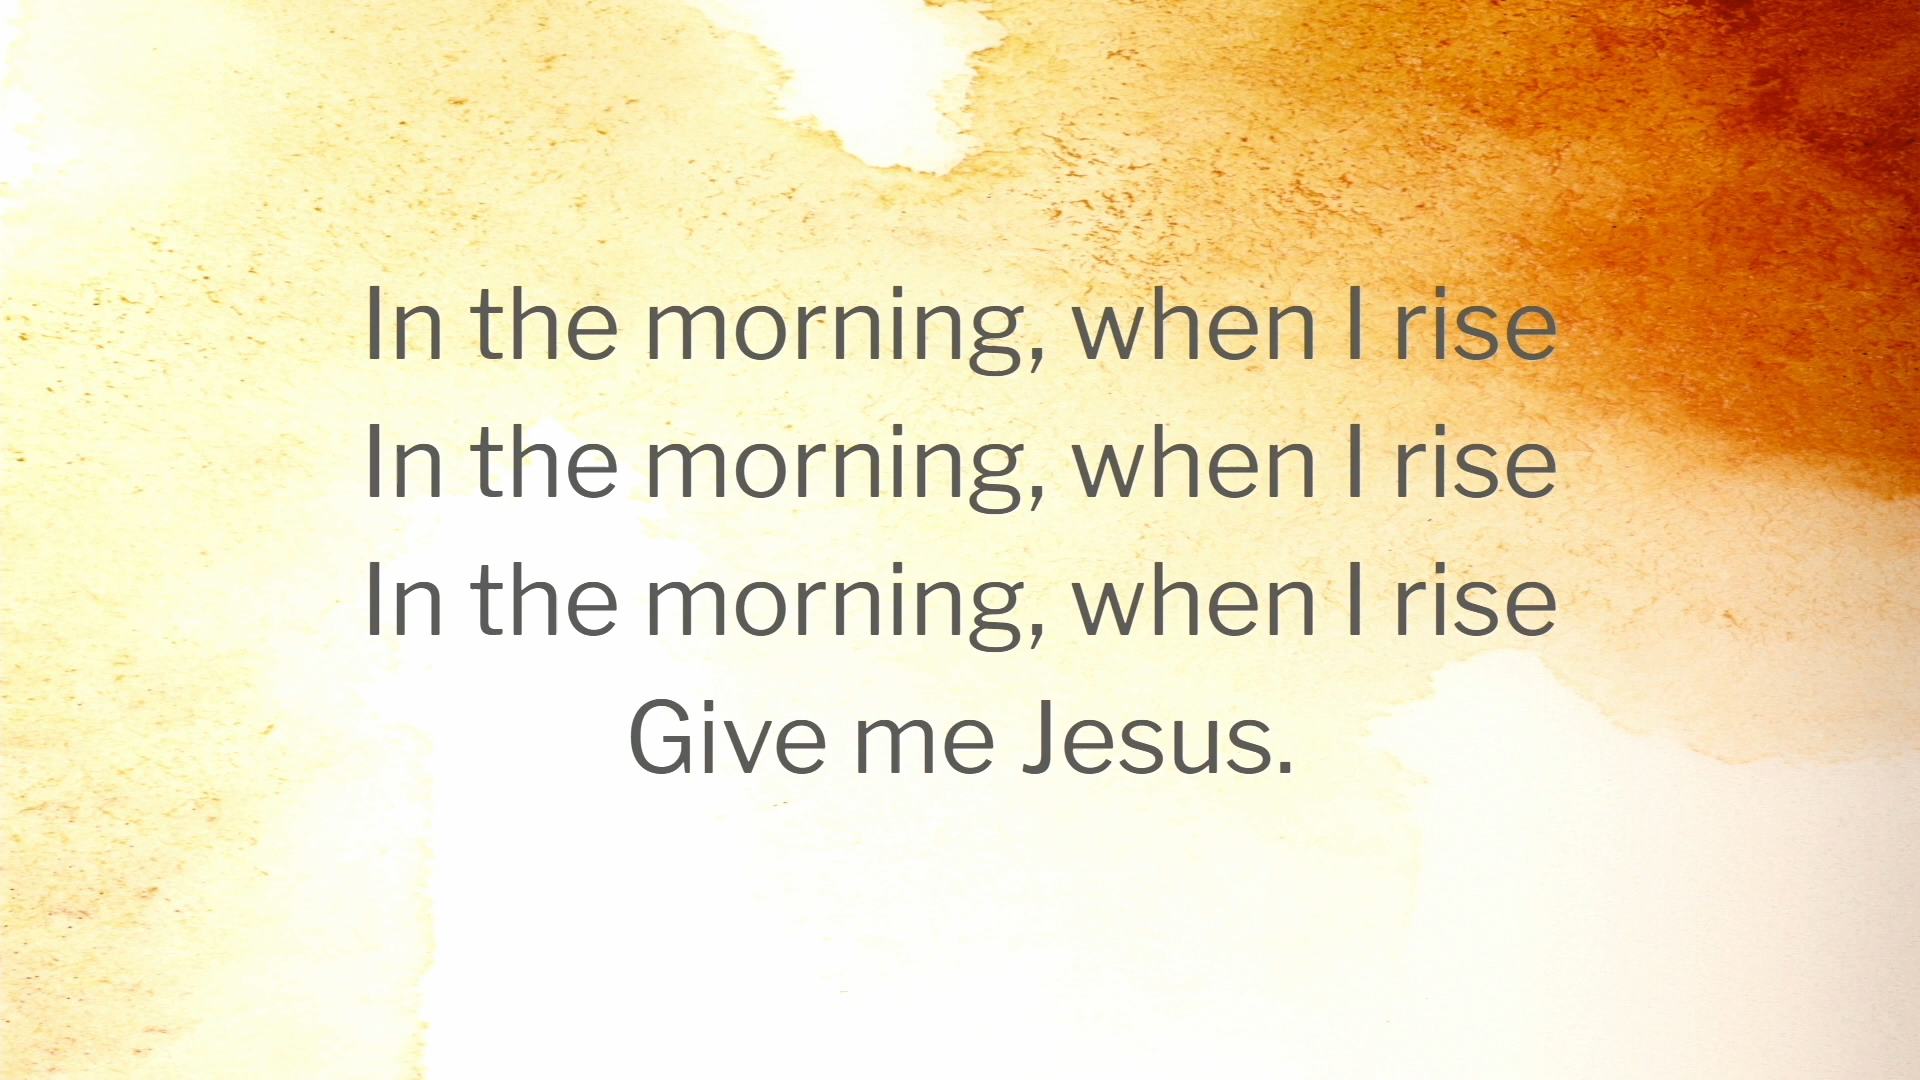 In the morning, when I rise
In the morning, when I rise
In the morning, when I rise
Give me Jesus.